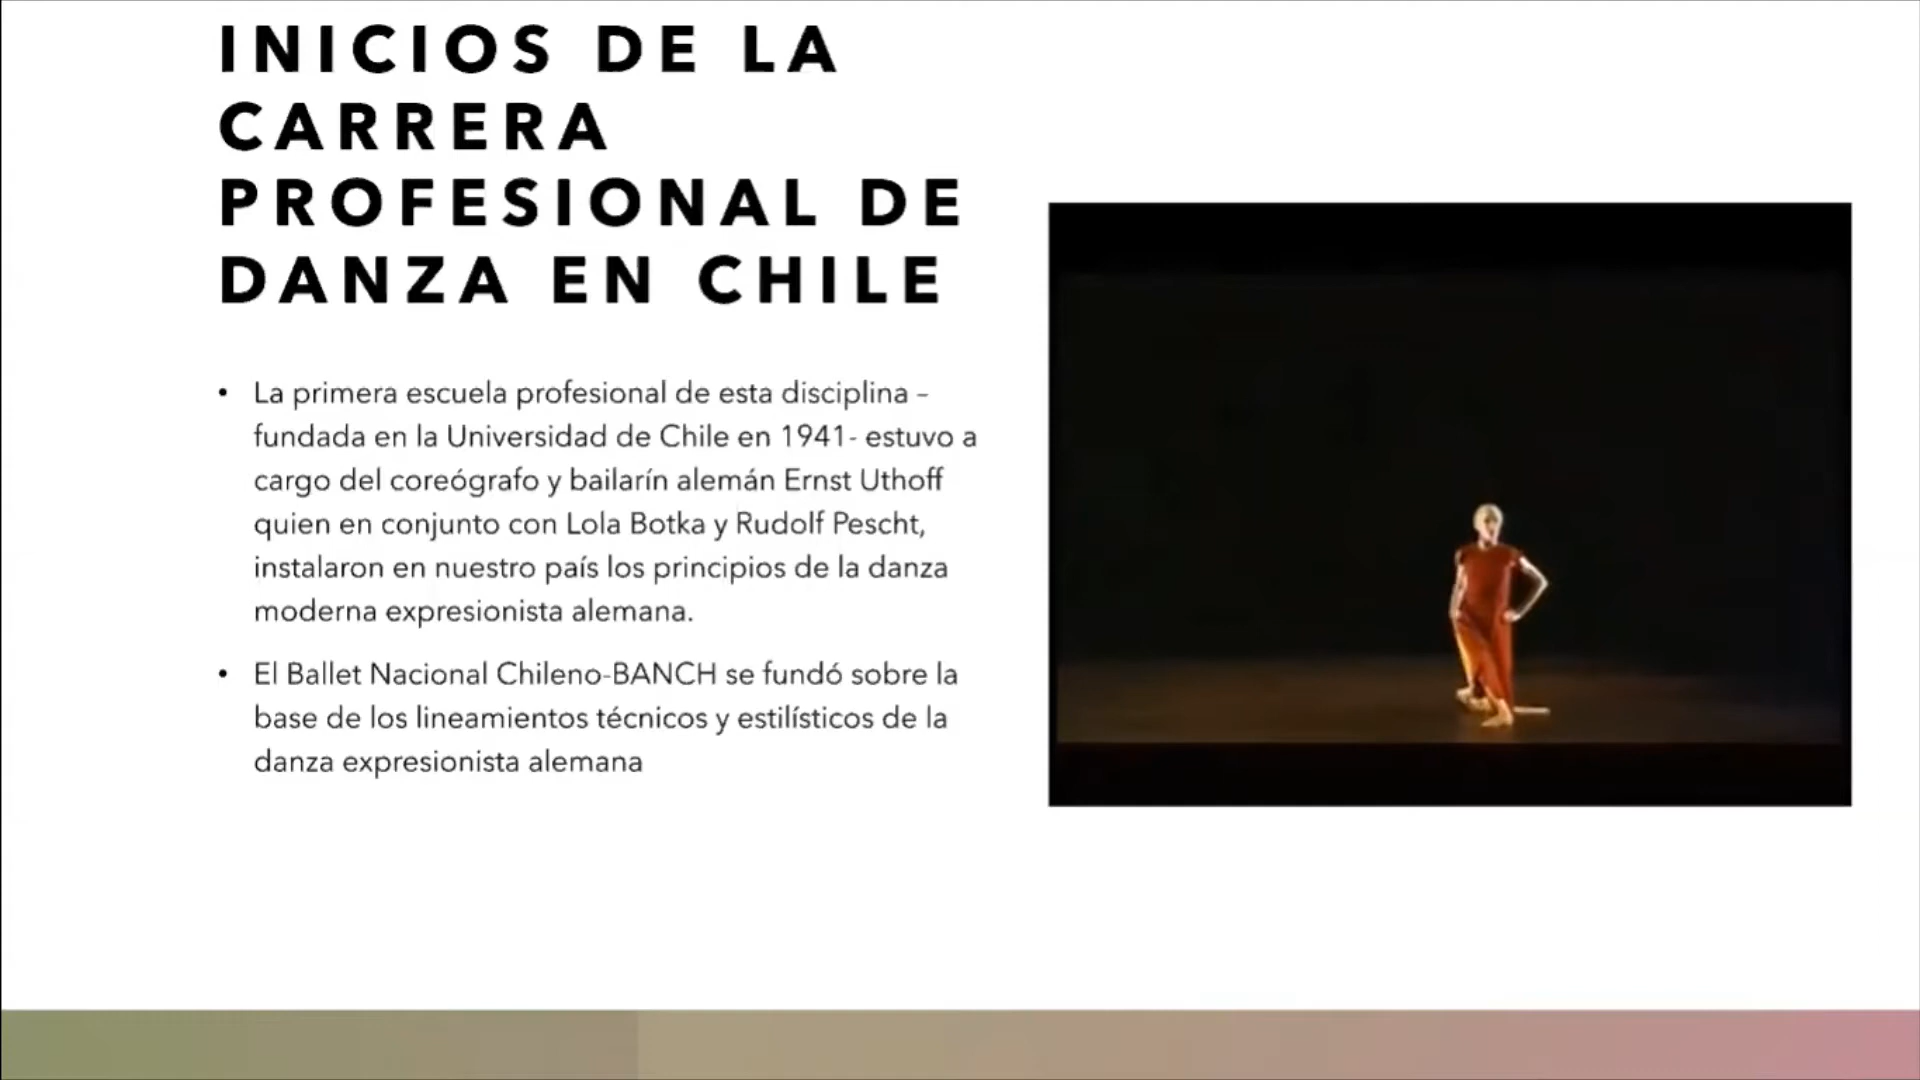 INICIOS DE LA
CARRERA
PROFESIONAL DE
DANZA EN CHILE
• La primera escuela profesional de esta disciplina –
fundada en la Universidad de Chile en 1941- estuvo a
cargo del coreógrafo y bailarín alemán Ernst Uthoff
quien en conjunto con Lola Botka y Rudolf Pescht,
instalaron en nuestro país los principios de la danza
moderna expresionista alemana.
• El Ballet Nacional Chileno-BANCH se fundó sobre la
base de los lineamientos técnicos y estilísticos de la
danza expresionista alemana